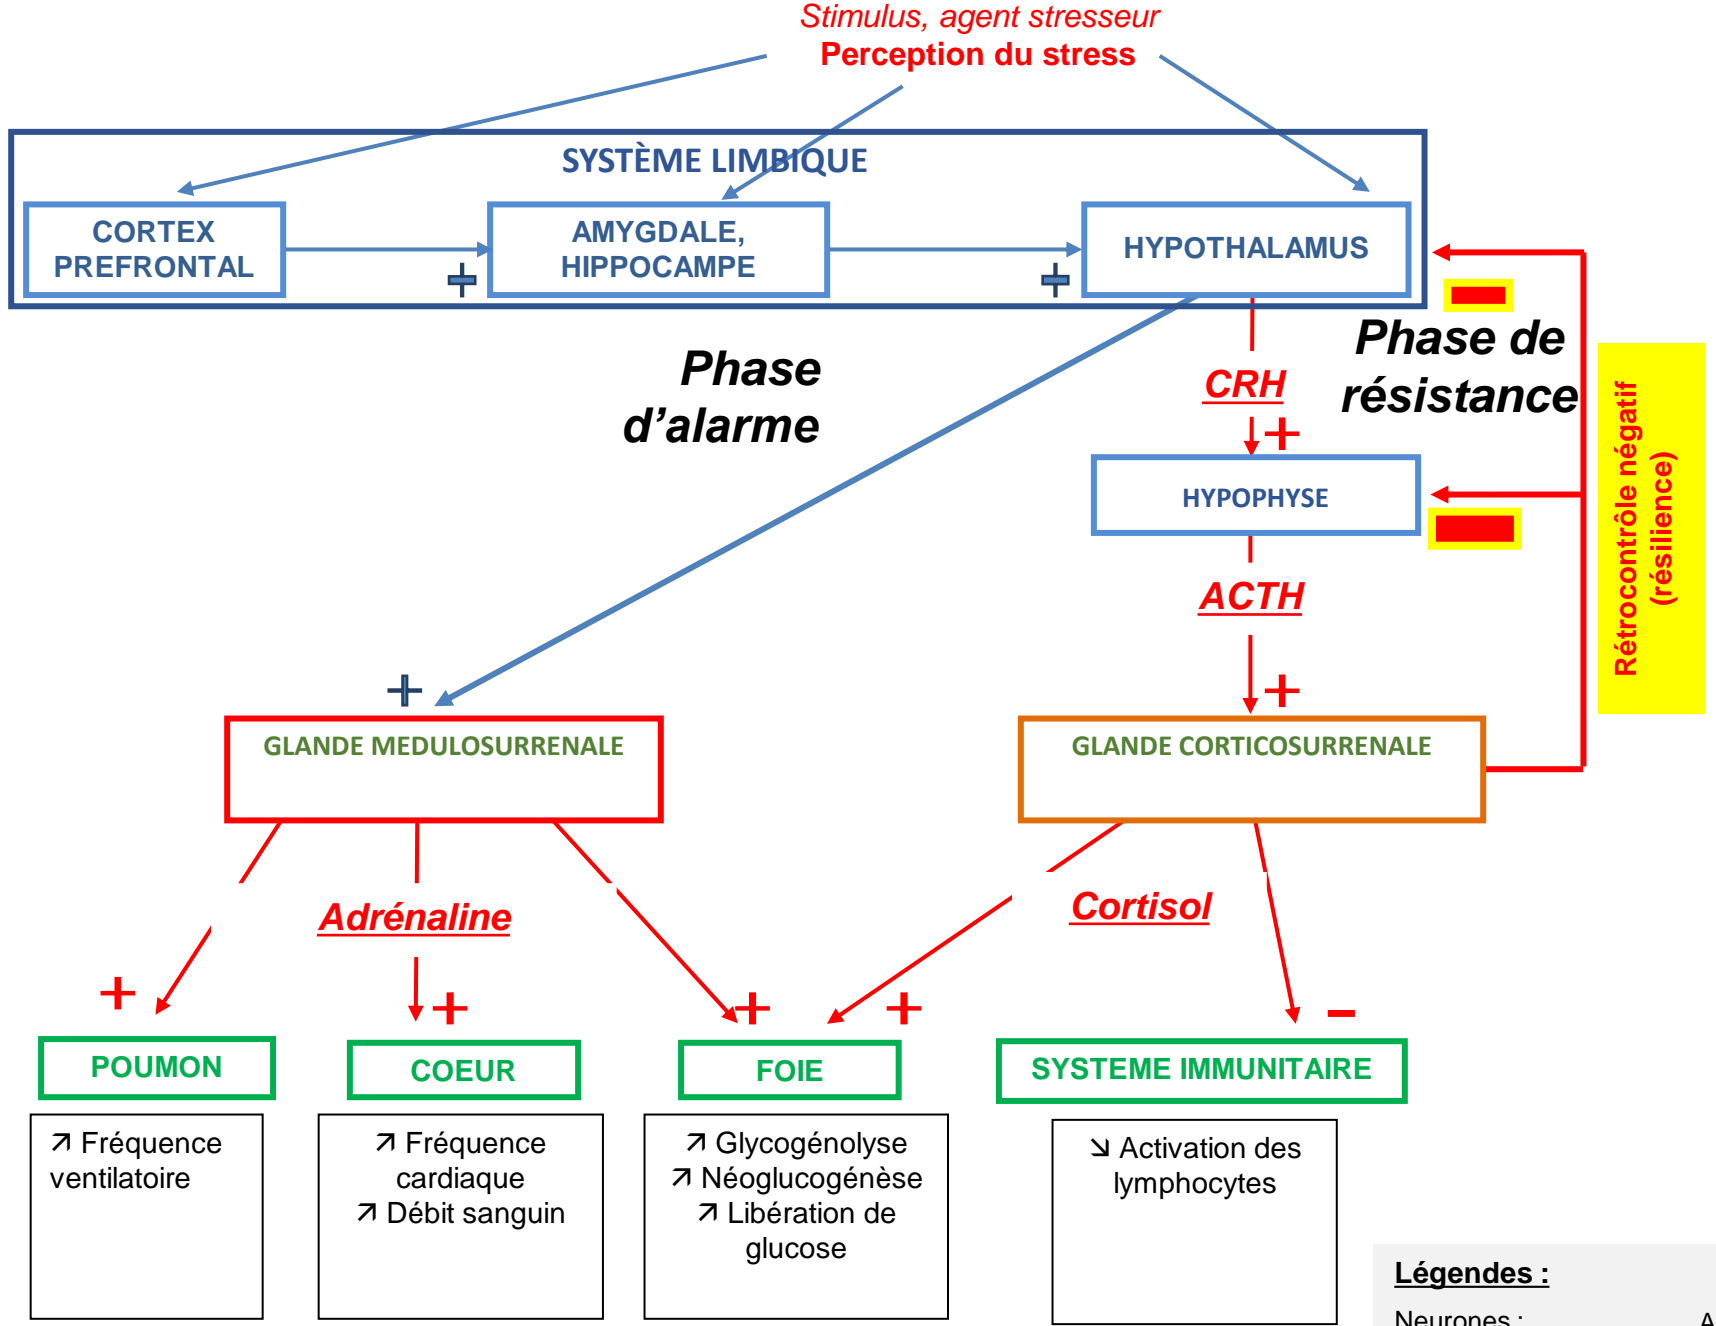 Stimulus, agent stresseur
Perception du stress
SYSTÈME LIMBIQUE
CORTEX
PREFRONTAL
AMYGDALE,
HIPPOCAMPE
HYPOTHALAMUS
+
+
Phase
d’alarme
CRH
+
Phase de
résistance
HYPOPHYSE
Rétrocontrôle négatif
(résilience)
ACTH
+
+
GLANDE MEDULOSURRENALE
GLANDE CORTICOSURRENALE
Adrénaline
Cortisol
+
+
+
+
-
POUMON
COEUR
FOIE
SYSTEME IMMUNITAIRE
↗ Fréquence
ventilatoire
↗ Fréquence
cardiaque
↗ Débit sanguin
↗ Glycogénolyse
↗ Néoglucogénèse
↗ Libération de
glucose
↘ Activation des
lymphocytes
Légendes :
Neurones :